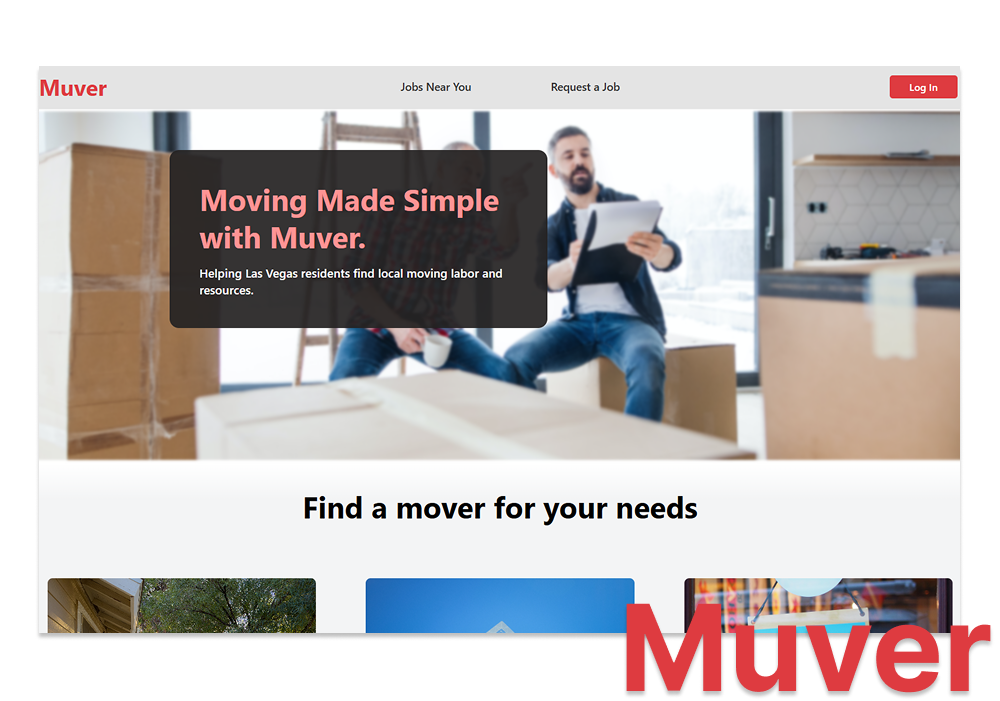 Muver
Jobs Near You
Request a Job
Log In
Moving Made Simple
with Muver.
Helping Las Vegas residents find local moving labor and
resources.
Find a mover for your needs
Muver